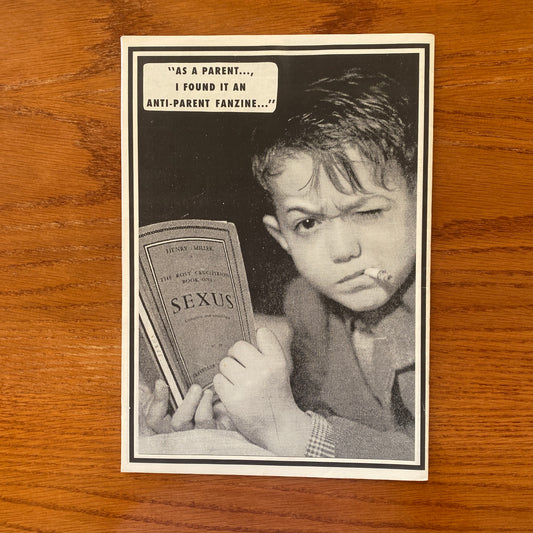 "AS A PARENT...,
I FOUND IT AN
ANTI-PARENT FANZINE..."
HENRY MILLER
THE ROSY CRUCIFIXION
BOOK ONE
SEXUS